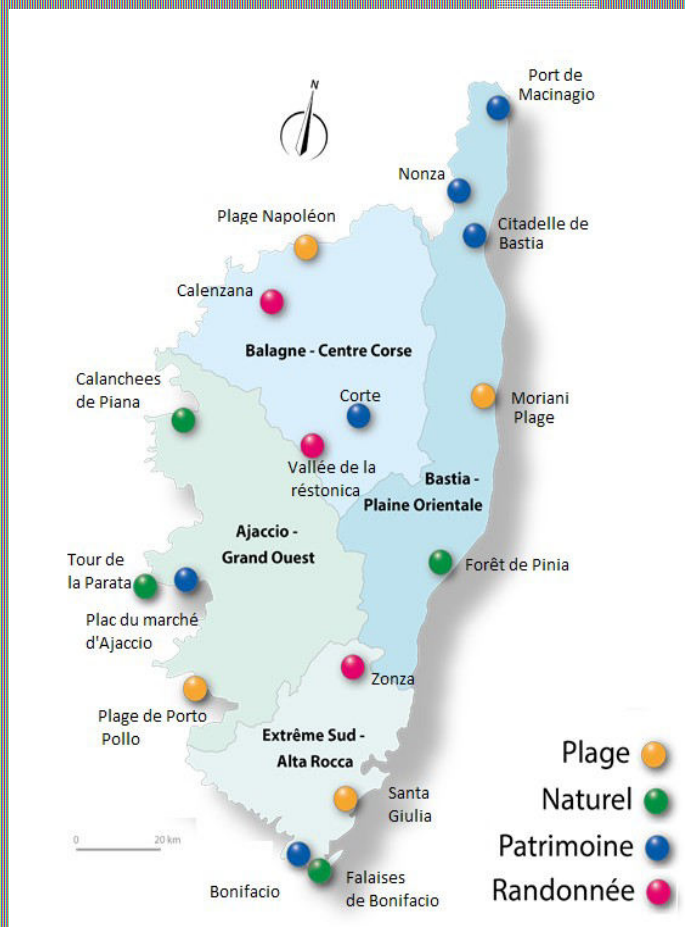 N
Port de
Macinagio
Nonza
Citadelle de
Bastia
Plage Napoléon
Calenzana
Balagne - Centre Corse
Calanchees
de Piana
Corte
Moriani
Plage
Vallée de la
réstonica
Bastia -
Plaine Orientale
Ajaccio -
Grand Ouest
Tour de
la Parata
Forêt de Pinia
Plac du marché
d'Ajaccio
Zonza
Plage de Porto
Pollo
Extrême Sud -
Alta Rocca
Santa
Giulia
0 20 km
Bonifacio
Falaises
de Bonifacio
Plage
Naturel
Patrimoine
Randonnée